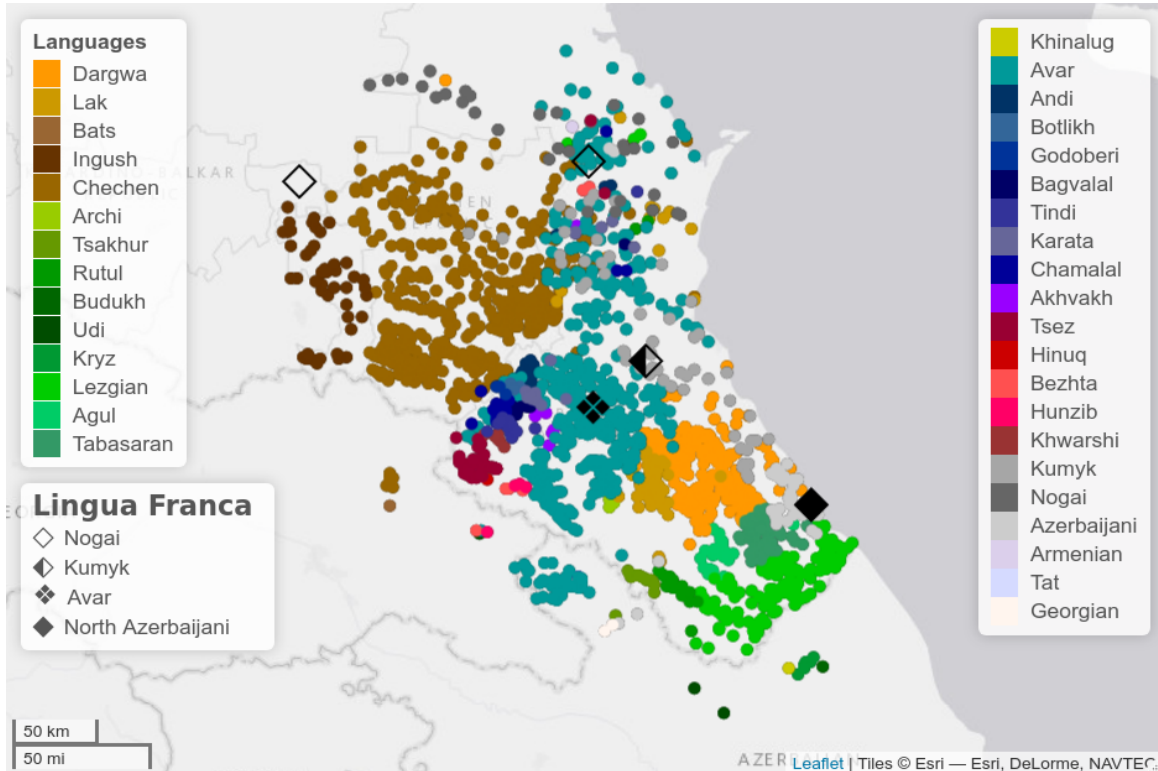 Languages
Dargwa
Lak
Bats
Ingush
Chechen
Archi
Tsakhur
Rutul
Budukh
Udi
Kryz
Lezgian
Agul
Tabasaran
Lingua Franca
Nogai
Kumyk
Avar
North Azerbaijani
50 km
50 mi
Khinalug
Avar
Andi
Botlikh
Godoberi
Bagvalal
Tindi
Karata
Chamalal
Akhvakh
Tsez
Hinuq
Bezhta
Hunzib
Khwarshi
Kumyk
Nogai
Azerbaijani
Armenian
Tat
Georgian
Leaflet | Tiles © Esri — Esri, DeLorme, NAVTEC